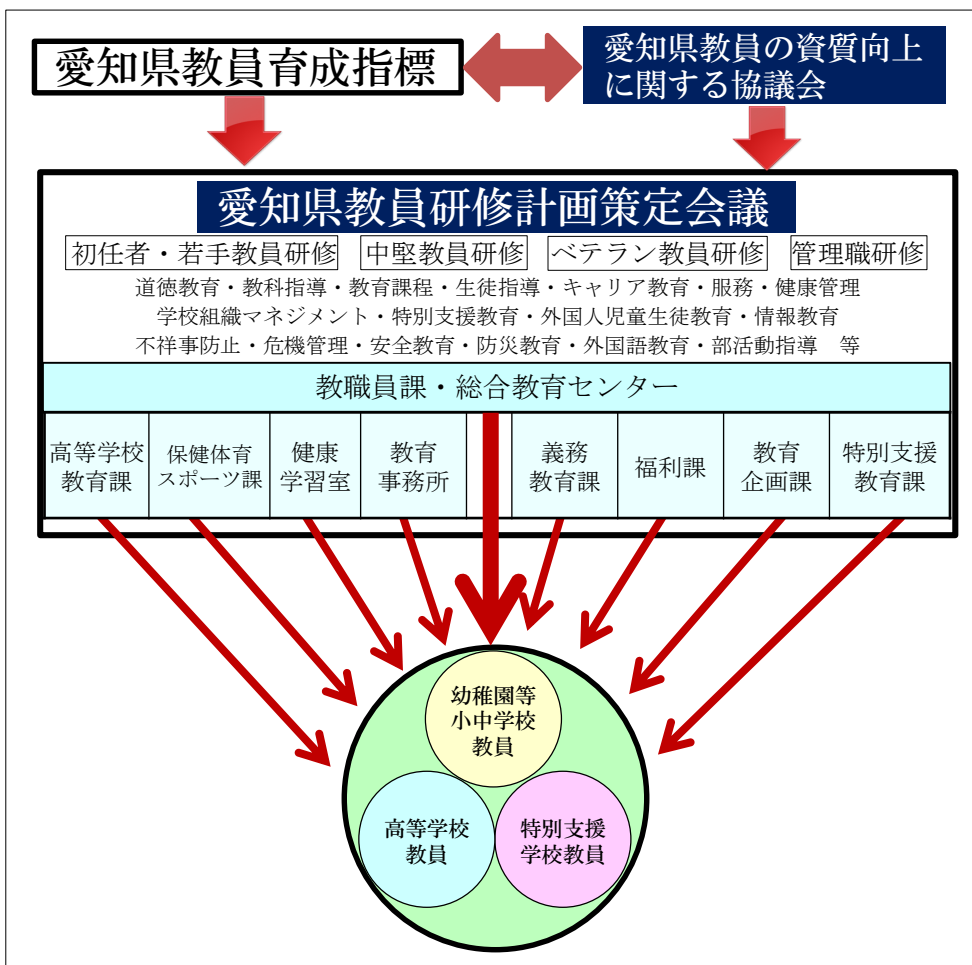 愛知県教員育成指標
愛知県教員の資質向上
に関する協議会
愛知県教員研修計画策定会議
初任者・若手教員研修 中堅教員研修 ベテラン教員研修 管理職研修
道徳教育・教科指導・教育課程・生徒指導・キャリア教育・服務・健康管理
学校組織マネジメント・特別支援教育・外国人児童生徒教育・情報教育
不祥事防止・危機管理・安全教育・防災教育・外国語教育・部活動指導　等
教職員課・総合教育センター
高等学校
教育課
保健体育
スポーツ課
健康
学習室
教育
事務所
義務
教育課
福利課
教育
企画課
特別支援
教育課
幼稚園等
小中学校
教員
高等学校
教員
特別支援
学校教員